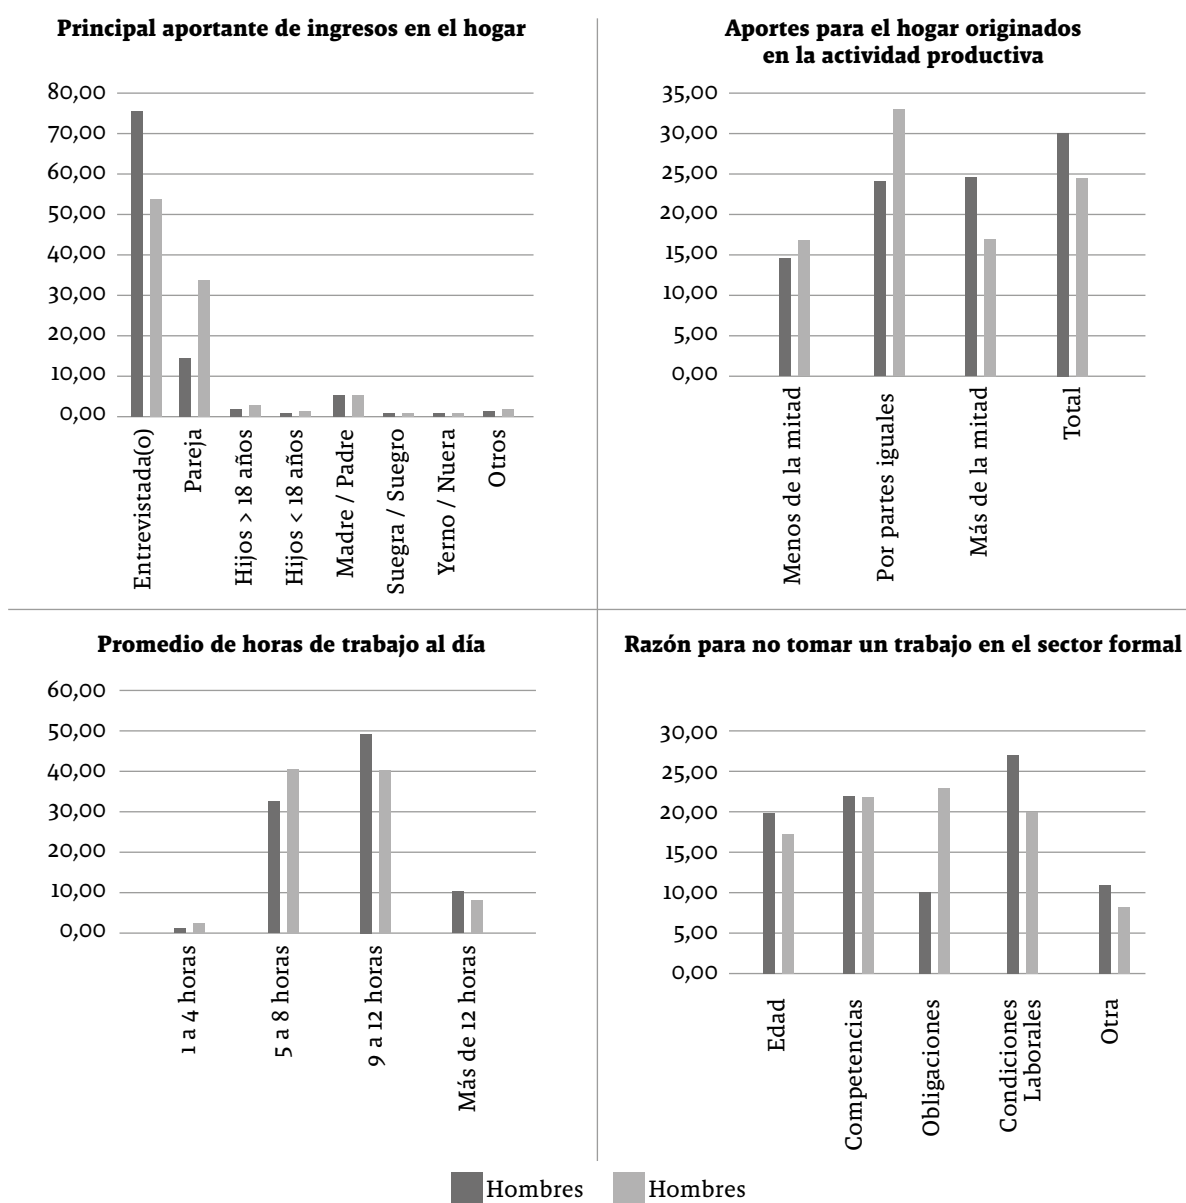 Principal aportante de ingresos en el hogar
80,00
70,00
60,00
50,00
40,00
30,00
20,00
10,00
0,00
Entrevistada(o)
Pareja
Hijos > 18 años
Hijos < 18 años
Madre / Padre
Suegra / Suegro
Yerno / Nuera
Otros
Aportes para el hogar originados
en la actividad productiva
35,00
30,00
25,00
20,00
15,00
10,00
5,00
0,00
Menos de la mitad
Por partes iguales
Más de la mitad
Total
Promedio de horas de trabajo al día
60,00
50,00
40,00
30,00
20,00
10,00
0,00
1 a 4 horas
5 a 8 horas
9 a 12 horas
Más de 12 horas
Razón para no tomar un trabajo en el sector formal
30,00
25,00
20,00
15,00
10,00
5,00
0,00
Edad
Competencias
Obligaciones
Condiciones
Laborales
Otra
Hombres
Hombres